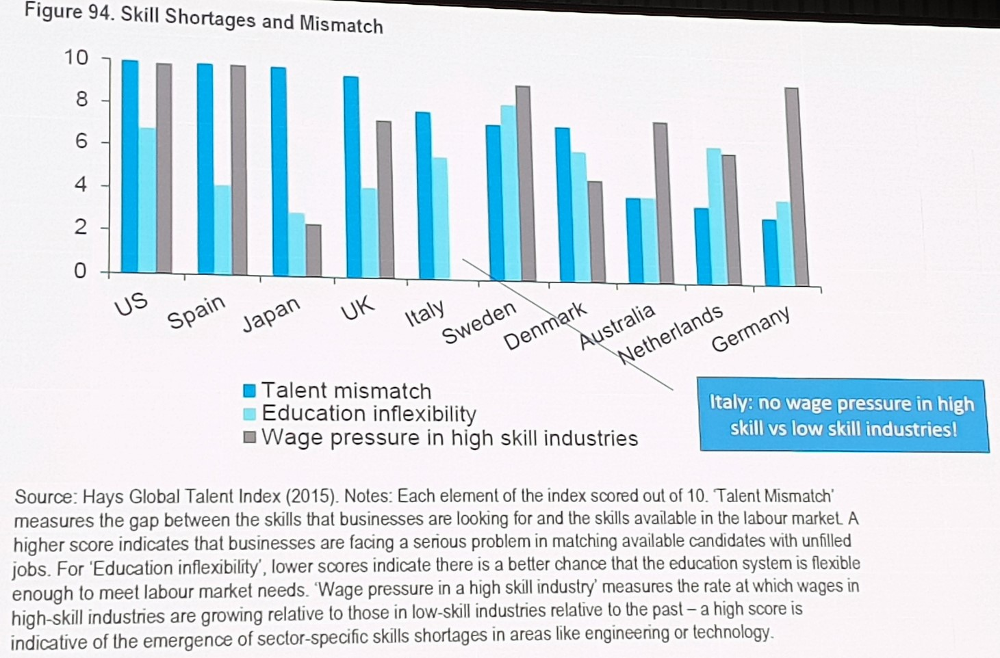 Figure 94. Skill Shortages and Mismatch
10
8
6
4
2
0
US
Spain
Japan
UK
Italy
Sweden
Denmark
Australia
Netherlands
Germany
Talent mismatch
Education inflexibility
Wage pressure in high skill industries
Italy: no wage pressure in high
skill vs low skill industries!
Source: Hays Global Talent Index (2015). Notes: Each element of the index scored out of 10. 'Talent Mismatch'
measures the gap between the skills that businesses are looking for and the skills available in the labour market. A
higher score indicates that businesses are facing a serious problem in matching available candidates with unfilled
jobs. For 'Education inflexibility', lower scores indicate there is a better chance that the education system is flexible
enough to meet labour market needs. 'Wage pressure in a high skill industry' measures the rate at which wages in
high-skill industries are growing relative to those in low-skill industries relative to the past – a high score is
indicative of the emergence of sector-specific skills shortages in areas like engineering or technology.